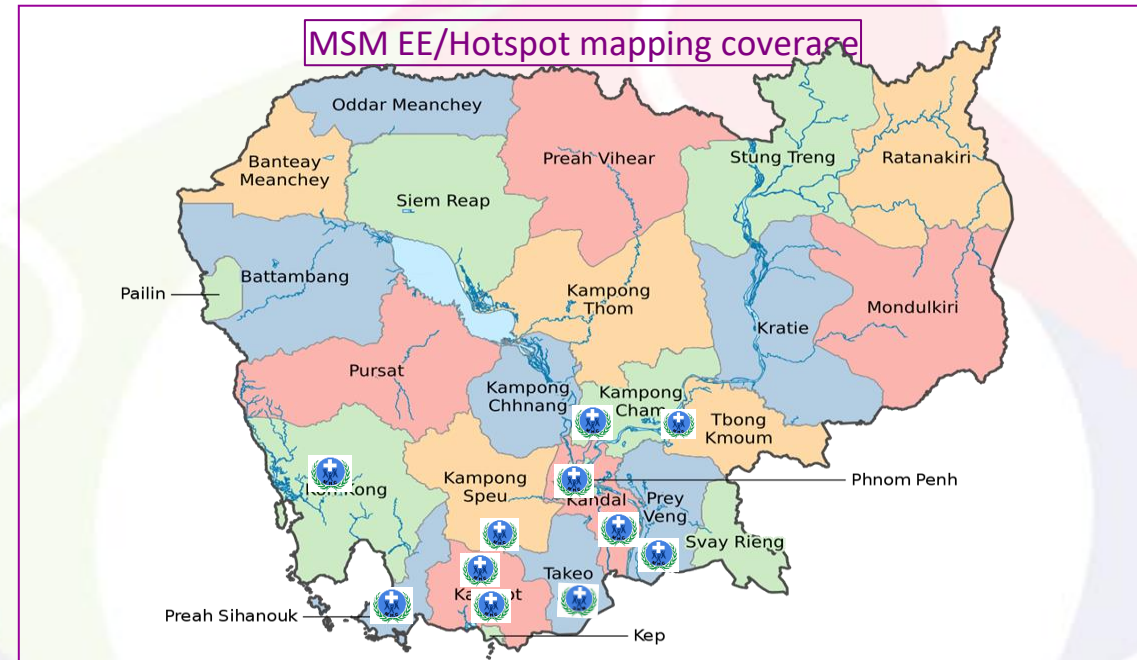 MSM EE/Hotspot mapping coverage
Oddar Meanchey
Banteay
Meanchey
Siem Reap
Preah Vihear
Stung Treng
Ratanakiri
Battambang
Pailin
Kampong
Thom
Kratie
Mondulkiri
Pursat
Kampong
Chhnang
Kampong
Cham
Tbong
Kmoum
Kong
Kampong
Speu
Phnom Penh
Kandal
Prey
Veng
Svay Rieng
Takeo
Preah Sihanouk
Kep